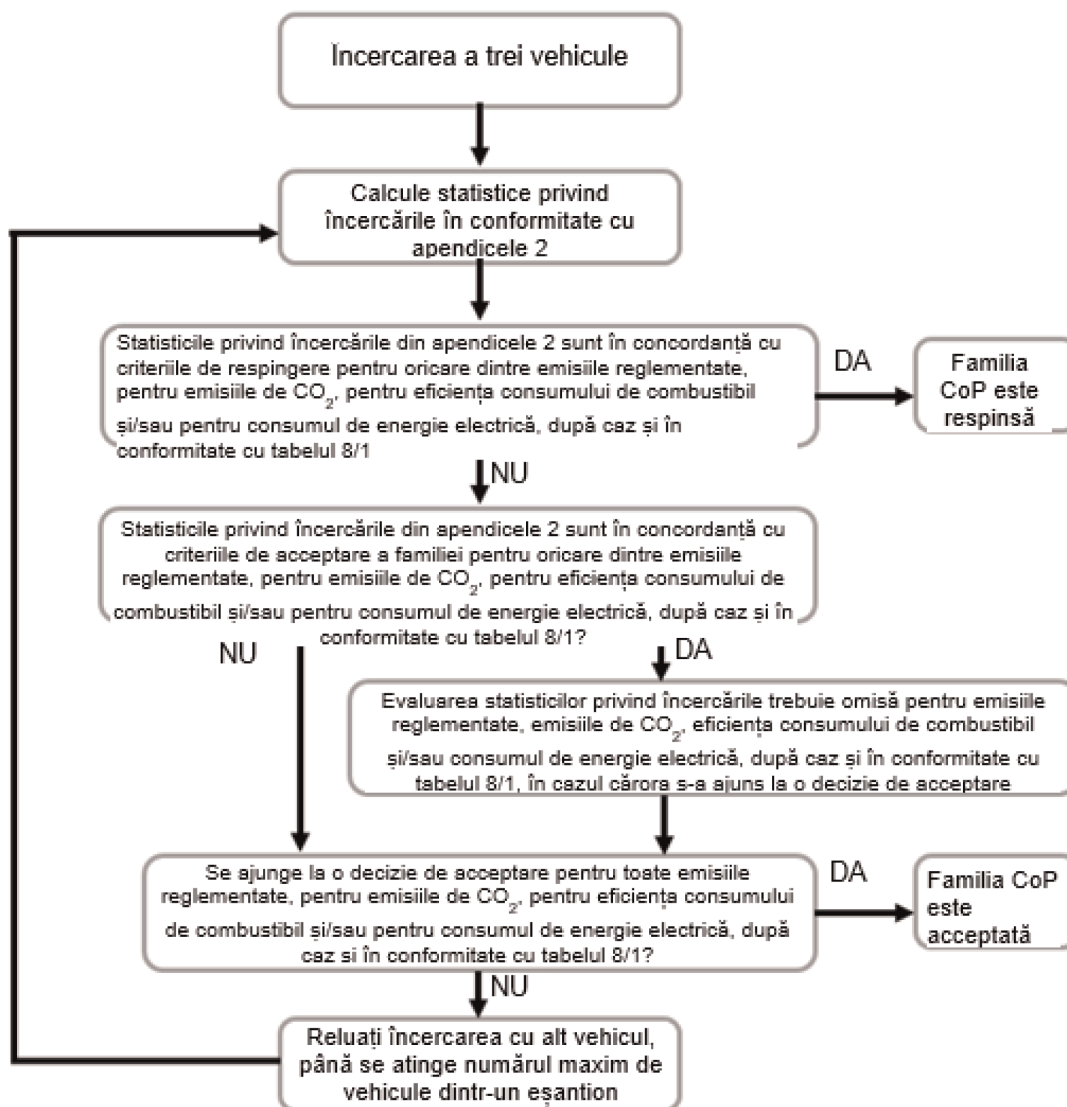 Încercarea a trei vehicule
Calcule statistice privind
încercările în conformitate cu
apendicele 2
Statisticile privind încercările din apendicele 2 sunt în concordanță cu
criteriile de respingere pentru oricare dintre emisiile reglementate,
pentru emisiile de CO2, pentru eficiența consumului de combustibil
și/sau pentru consumul de energie electrică, după caz și în
conformitate cu tabelul 8/1
DA
Familia
CoP este
respinsă
NU
Statisticile privind încercările din apendicele 2 sunt în concordanță cu
criteriile de acceptare a familiei pentru oricare dintre emisiile
reglementate, pentru emisiile de CO2, pentru eficiența consumului de
combustibil și/sau pentru consumul de energie electrică, după caz și în
conformitate cu tabelul 8/1?
NU
DA
Evaluarea statisticilor privind încercările trebuie omisă pentru emisiile
reglementate, emisiile de CO2, eficiența consumului de combustibil
și/sau consumul de energie electrică, după caz și în conformitate cu
tabelul 8/1, în cazul cărora s-a ajuns la o decizie de acceptare
Se ajunge la o decizie de acceptare pentru toate emisiile
reglementate, pentru emisiile de CO2, pentru eficiența consumului
de combustibil și/sau pentru consumul de energie electrică, după
caz si în conformitate cu tabelul 8/1?
DA
Familia CoP
este
acceptată
NU
Reluați încercarea cu alt vehicul,
până se atinge numărul maxim de
vehicule dintr-un eșantion